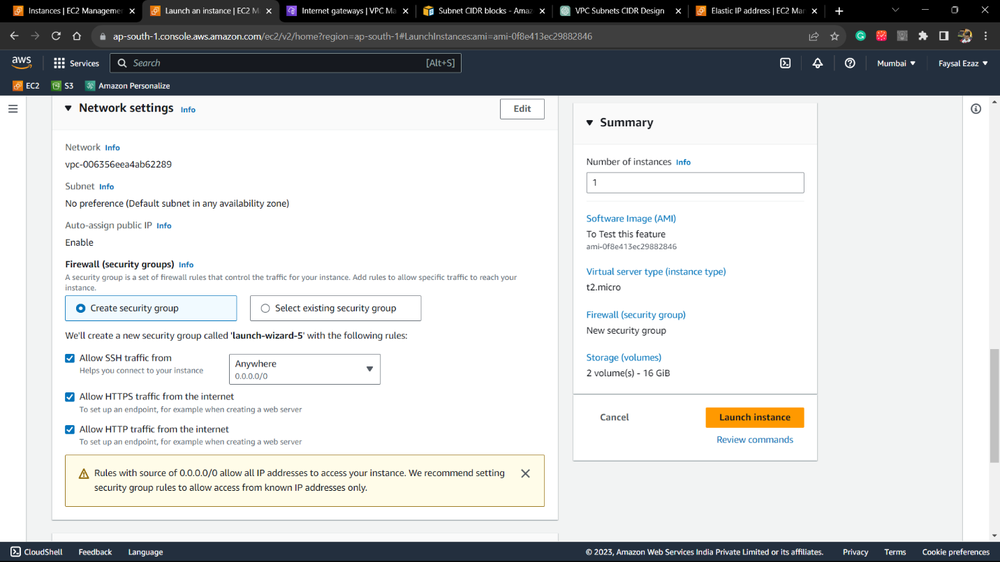 Instances | EC2 Manageme
Launch an instance | EC2 M
Internet gateways | VPC Ma
Subnet CIDR blocks - Amaz
VPC Subnets CIDR Design
Elastic IP address | EC2 Mar
ap-south-1.console.aws.amazon.com/ec2/v2/home?region=ap-south-1#LaunchInstances:ami=ami-0f8e413ec29882846
aws
Services
Search
[Alt+S]
Mumbai
Faysal Ezaz
EC2
S3
Amazon Personalize
Network settings Info
Edit
Network Info
vpc-006356eea4ab62289
Subnet Info
No preference (Default subnet in any availability zone)
Auto-assign public IP Info
Enable
Firewall (security groups) Info
A security group is a set of firewall rules that control the traffic for your instance. Add rules to allow specific traffic to reach your
instance.
Create security group
Select existing security group
We'll create a new security group called 'launch-wizard-5' with the following rules:
Allow SSH traffic from
Helps you connect to your instance
Anywhere
0.0.0.0/0
Allow HTTPS traffic from the internet
To set up an endpoint, for example when creating a web server
Allow HTTP traffic from the internet
To set up an endpoint, for example when creating a web server
Rules with source of 0.0.0.0/0 allow all IP addresses to access your instance. We recommend setting
security group rules to allow access from known IP addresses only.
Summary
Number of instances Info
1
Software Image (AMI)
To Test this feature
ami-0f8e413ec29882846
Virtual server type (instance type)
t2.micro
Firewall (security group)
New security group
Storage (volumes)
2 volume(s) - 16 GiB
Cancel
Launch instance
Review commands
CloudShell
Feedback
Language
© 2023, Amazon Web Services India Private Limited or its affiliates.
Privacy
Terms
Cookie preferences